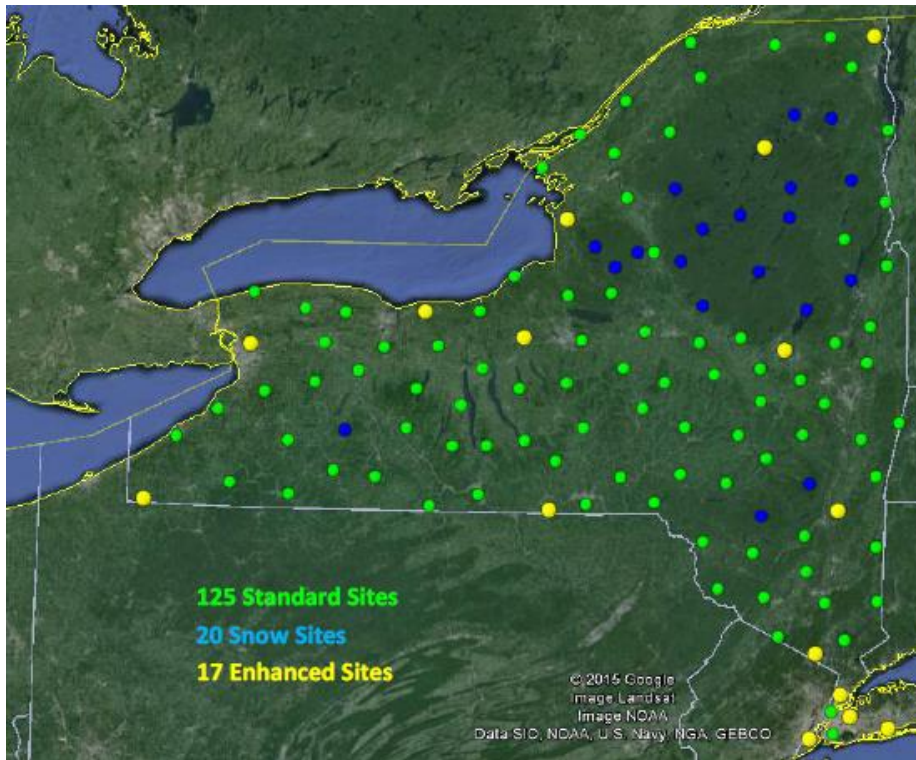 125 Standard Sites
20 Snow Sites
17 Enhanced Sites
© 2015 Google
Image Landsat
Image NOAA
Data SIO, NOAA, U.S. Navy, NGA, GEBCO